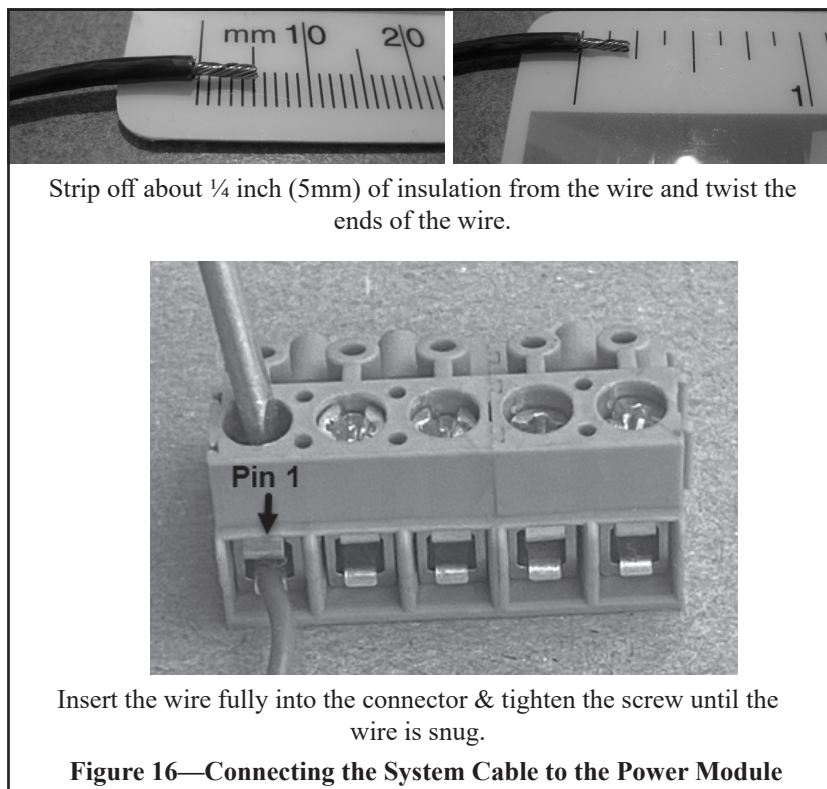 mm 10 20
1
Strip off about ¼ inch (5mm) of insulation from the wire and twist the
ends of the wire.
Pin 1
Insert the wire fully into the connector & tighten the screw until the
wire is snug.
Figure 16—Connecting the System Cable to the Power Module